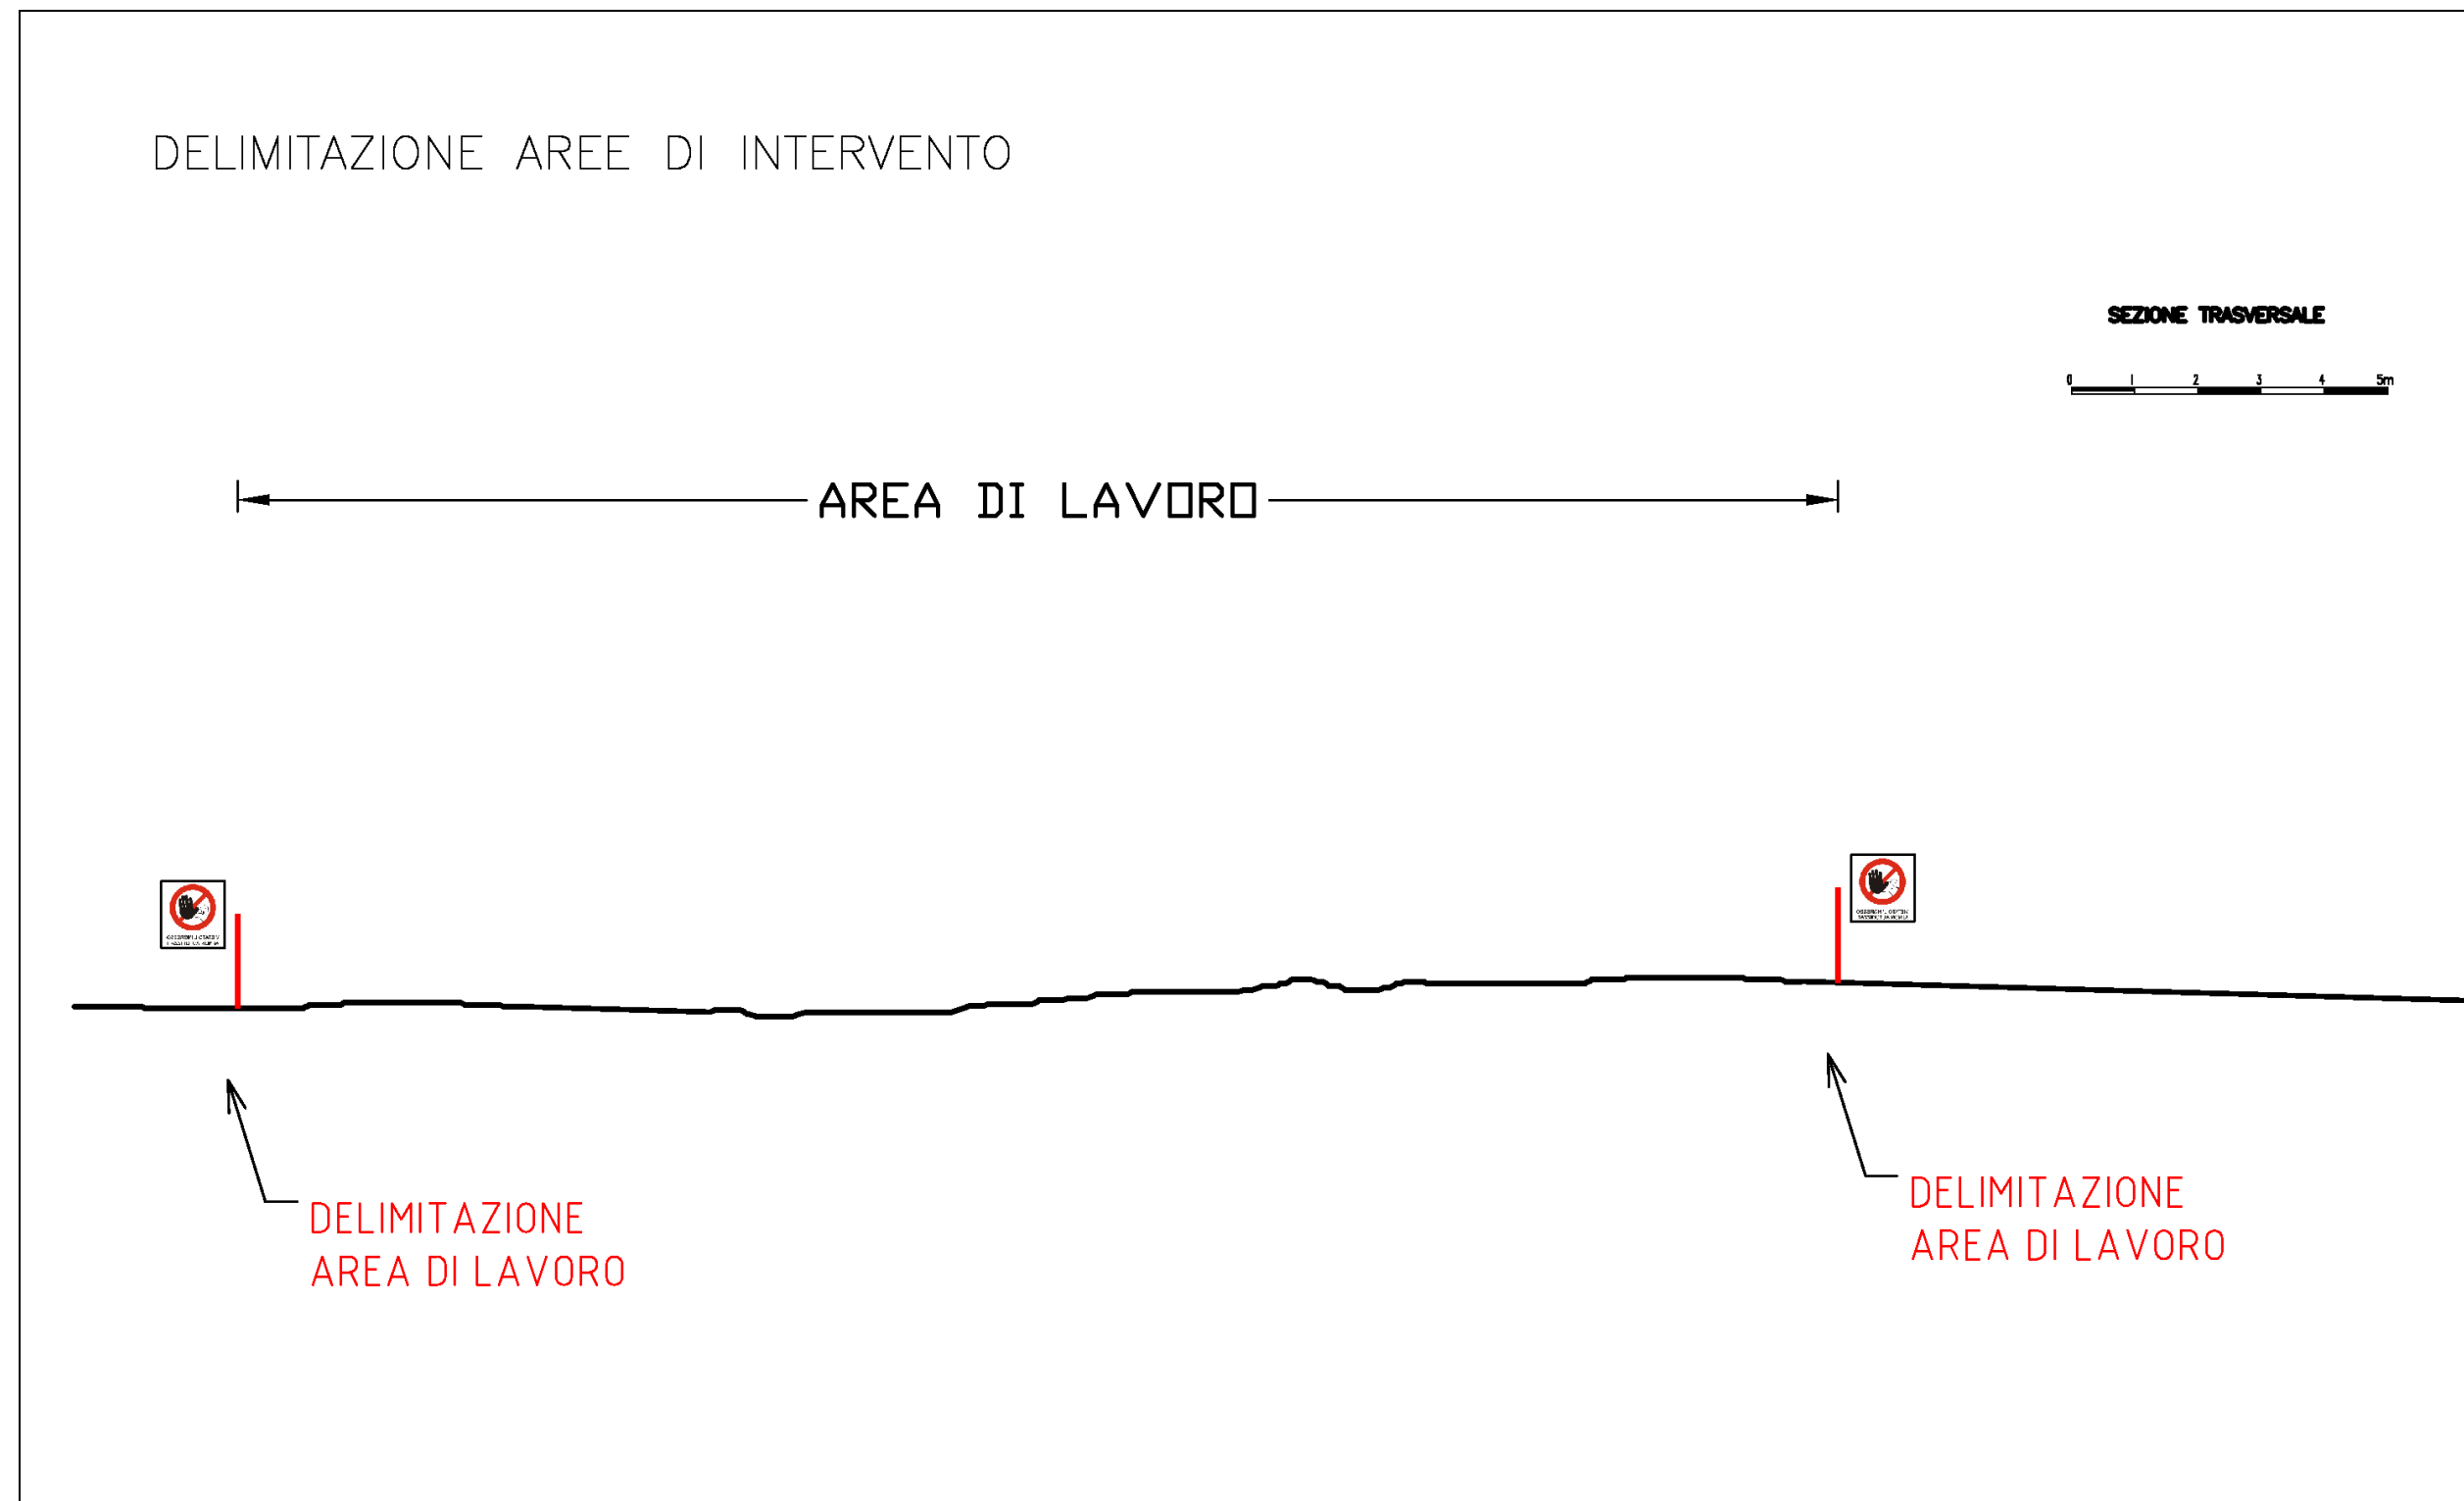 DELIMITAZIONE AREE DI INTERVENTO
SEZIONE TRASVERSALE
0 1 2 3 4 5m
AREA DI LAVORO
DELIMITAZIONE
AREA DI LAVORO
DELIMITAZIONE
AREA DI LAVORO